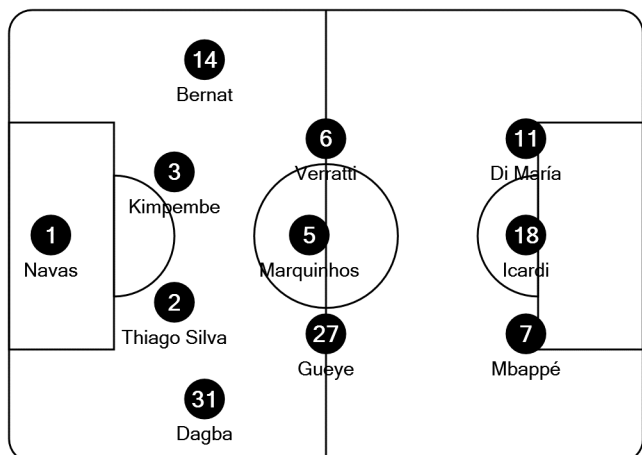 14
Bernat
6
Verratti
11
Di María
3
Kimpembe
1
Navas
5
Marquinhos
18
Icardi
2
Thiago Silva
27
Gueye
7
Mbappé
31
Dagba